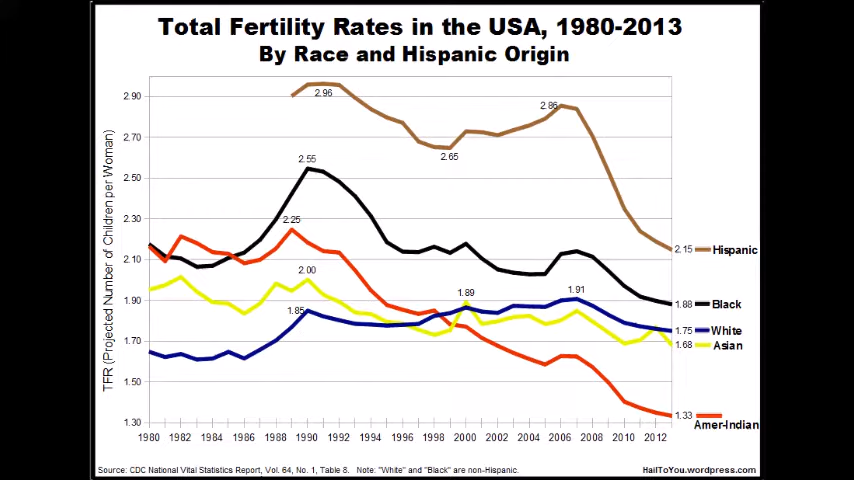 Total Fertility Rates in the USA, 1980-2013
By Race and Hispanic Origin
TFR (Projected Number of Children per Woman)
2.90
2.70
2.50
2.30
2.10
1.90
1.70
1.50
1.30
2.96
2.86
2.65
2.55
2.25
2.00
1.85
1.89
1.91
2.15 Hispanic
1.88 Black
1.75 White
1.68 Asian
1.33
Amer-Indian
1980 1982 1984 1986 1988 1990 1992 1994 1996 1998 2000 2002 2004 2006 2008 2010 2012
Source: CDC National Vital Statistics Report, Vol. 64, No. 1, Table 8. Note: "White" and "Black" are non-Hispanic. HailToYou.wordpress.com